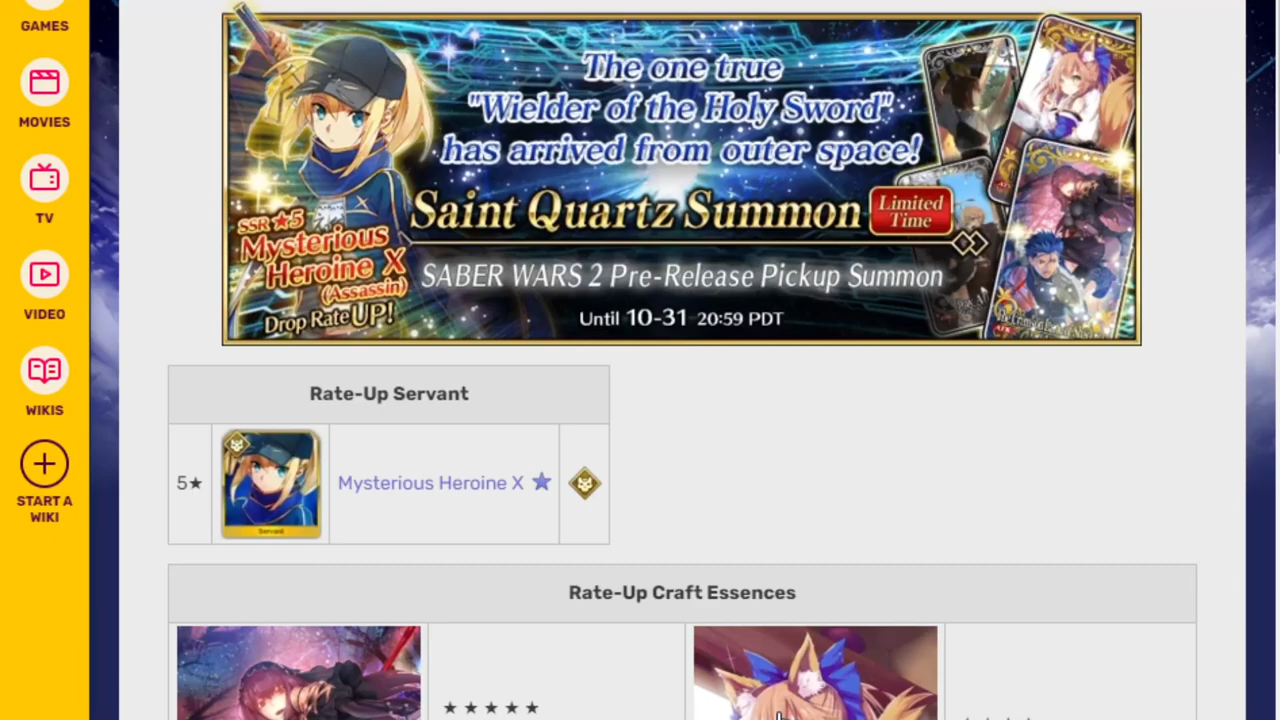 GAMES
MOVIES
TV
VIDEO
WIKIS
START A
WIKI
The one true
"Wielder of the Holy Sword"
has arrived from outer space!
Saint Quartz Summon
Limited
Time
SABER WARS 2 Pre-Release Pickup Summon
Until 10-31 20:59 PDT
SSR ★5
Mysterious
Heroine X
(Assassin)
Drop Rate UP!
Rate-Up Servant
5★
Servant
Mysterious Heroine X ★
Rate-Up Craft Essences
★ ★ ★ ★ ★